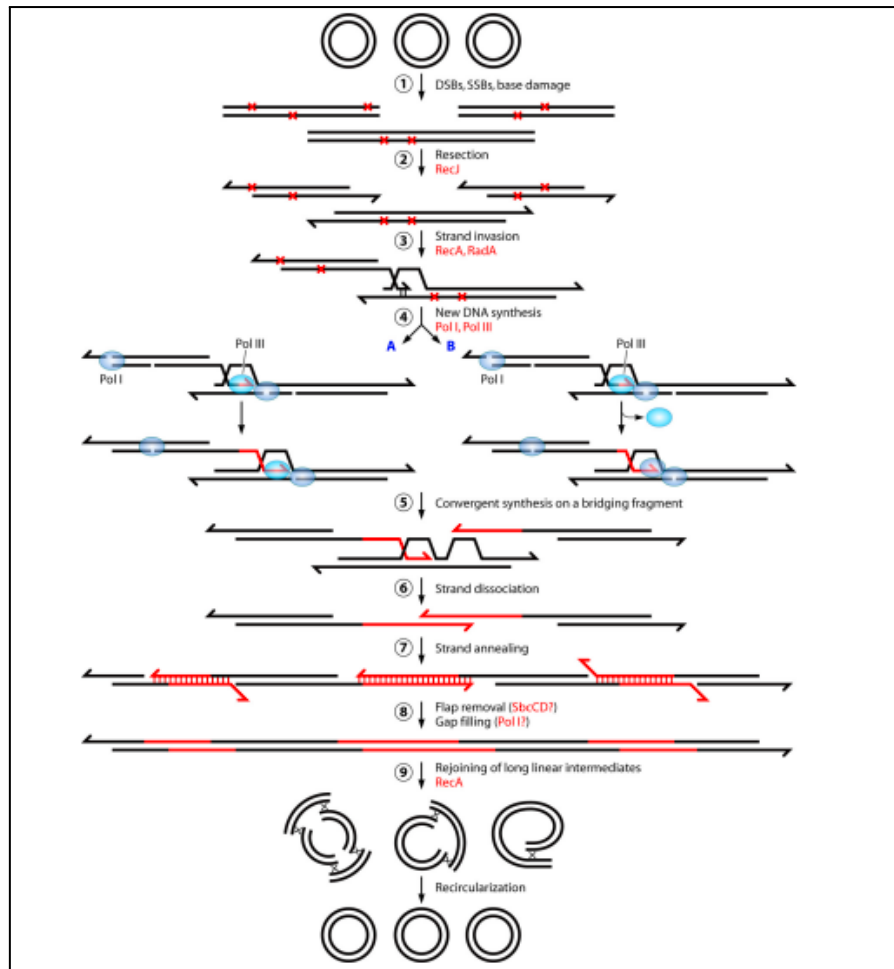 ① DSBs, SSBs, base damage
② Resection
RecJ
③ Strand invasion
RecA, RadA
④ New DNA synthesis
Pol I, Pol III
A B
Pol III
Pol I
Pol III
Pol I
⑤ Convergent synthesis on a bridging fragment
⑥ Strand dissociation
⑦ Strand annealing
⑧ Flap removal (SbcCD?)
Gap filling (Pol I?)
⑨ Rejoining of long linear intermediates
RecA
Recircularization